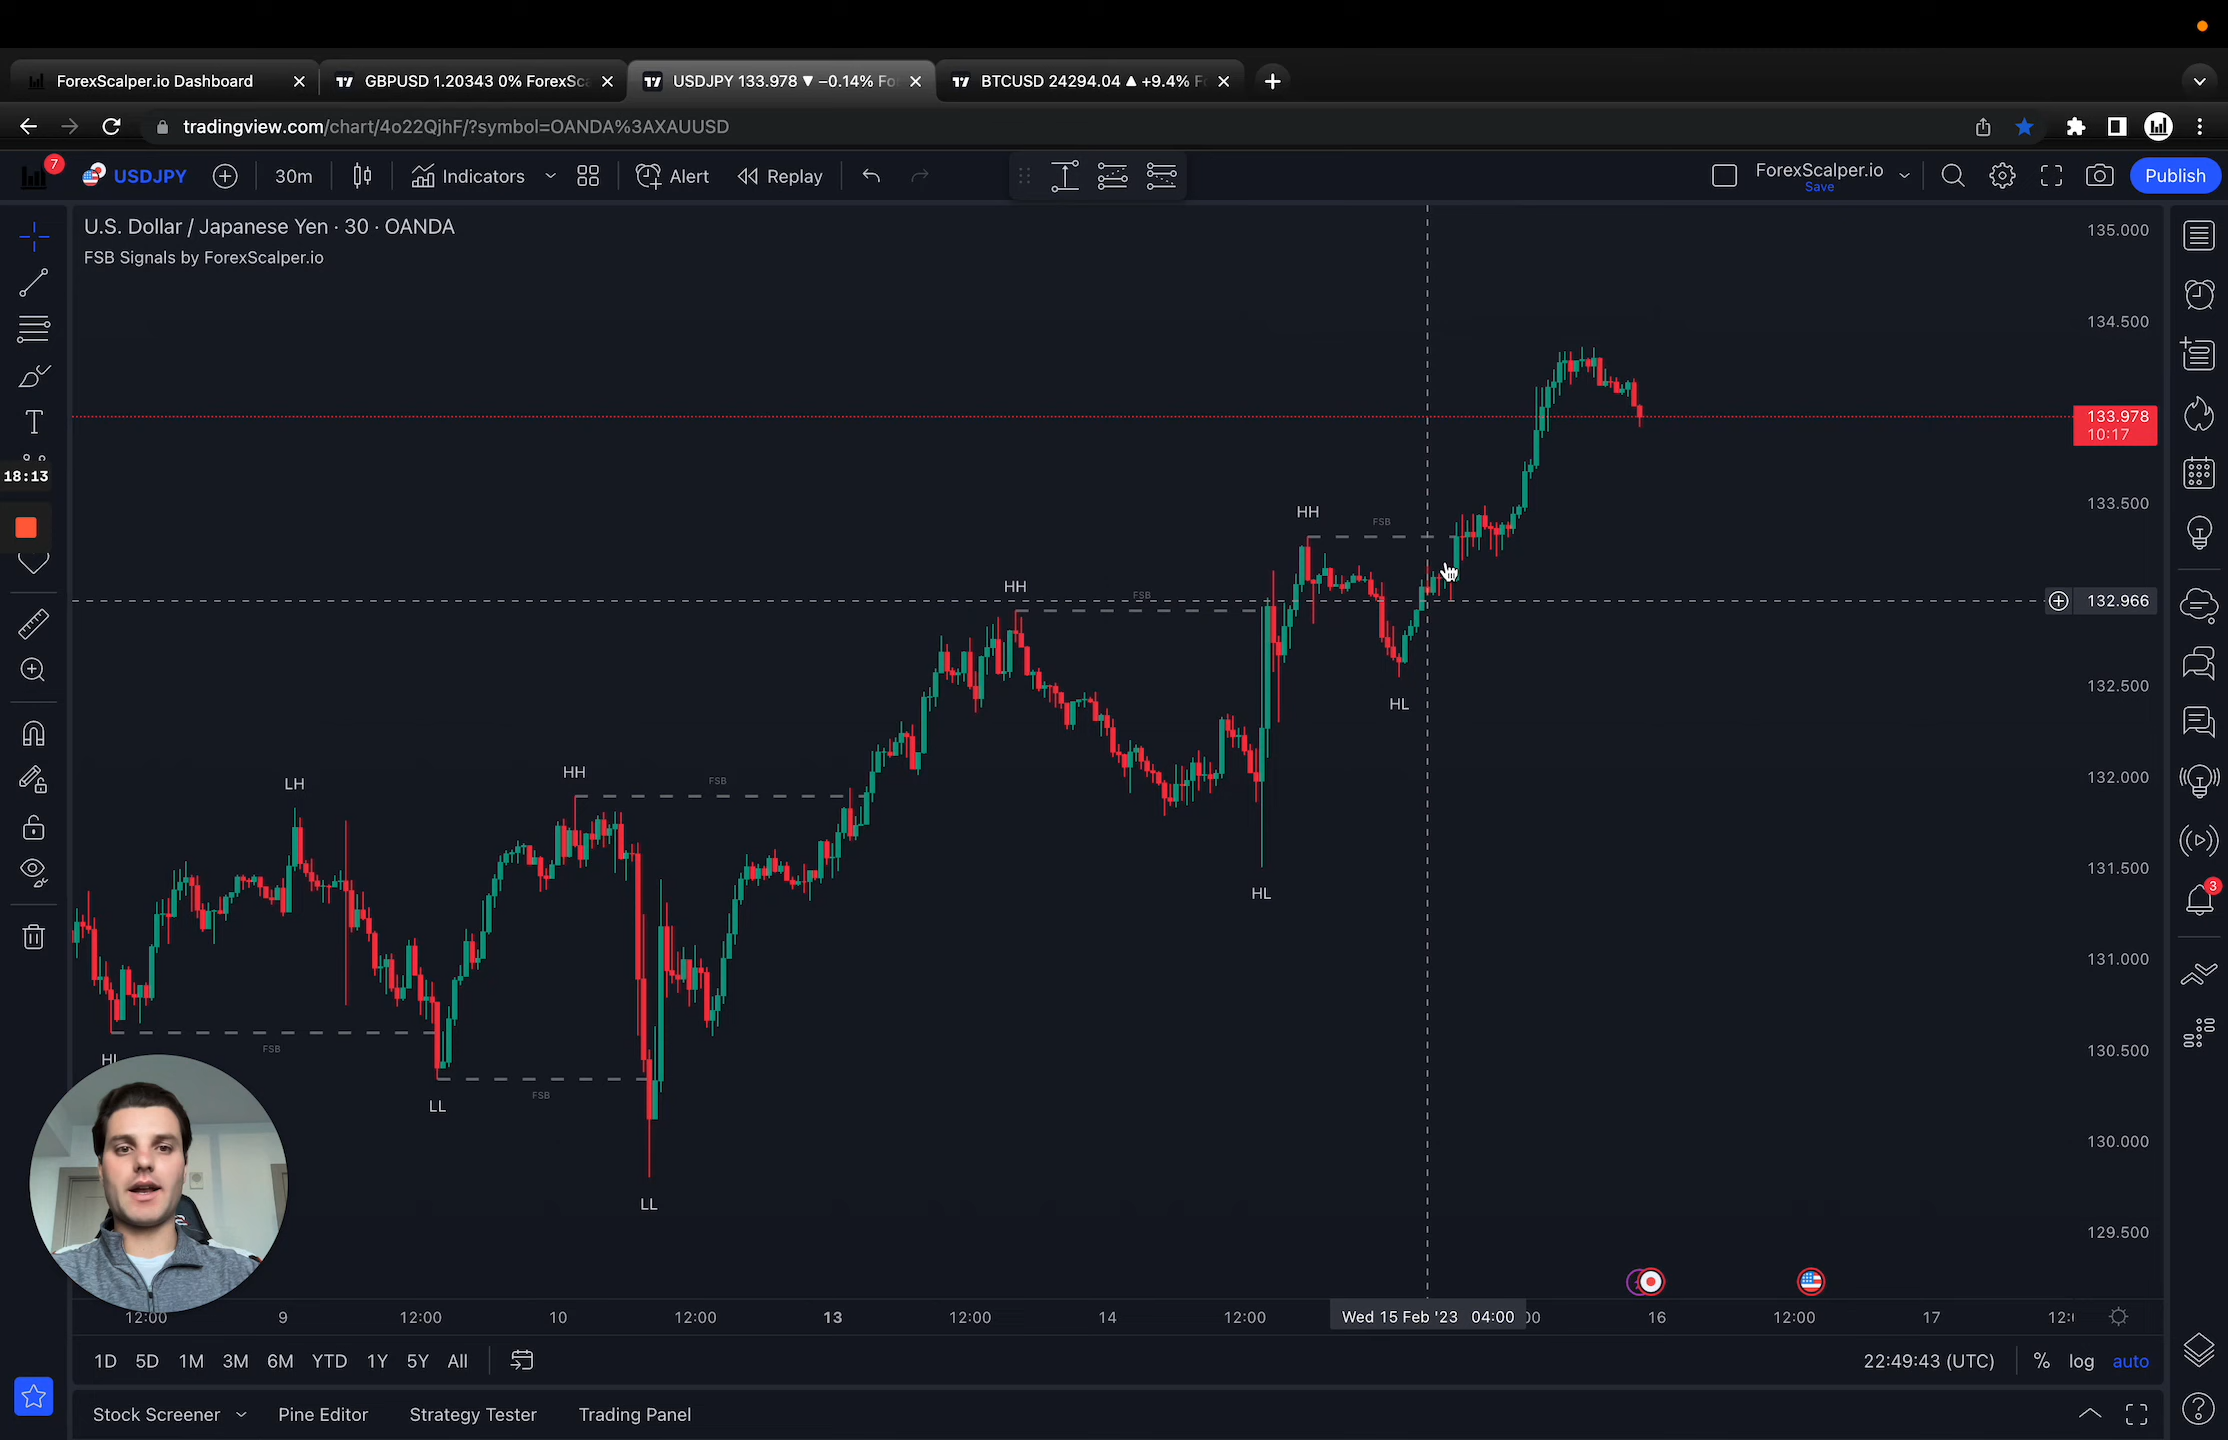 ForexScalper.io Dashboard
GBPUSD 1.20343 0% ForexSc
USDJPY 133.978 ▼ −0.14% Fo
BTCUSD 24294.04 ▲ +9.4% F
tradingview.com/chart/4o22QjhF/?symbol=OANDA%3AXAUUSD
7
USDJPY
30m
Indicators
Alert
Replay
ForexScalper.io
Save
Publish
U.S. Dollar / Japanese Yen · 30 · OANDA
FSB Signals by ForexScalper.io
135.000
134.500
133.978
10:17
18:13
133.500
HH
FSB
132.966
HH
FSB
132.500
HL
132.000
HH
FSB
LH
131.500
3
HL
131.000
130.500
FSB
HL
FSB
LL
130.000
LL
129.500
12:00
9
12:00
10
12:00
13
12:00
14
12:00
Wed 15 Feb '23 04:00
16
12:00
17
1D 5D 1M 3M 6M YTD 1Y 5Y All
22:49:43 (UTC)
%
log
auto
Stock Screener
Pine Editor
Strategy Tester
Trading Panel